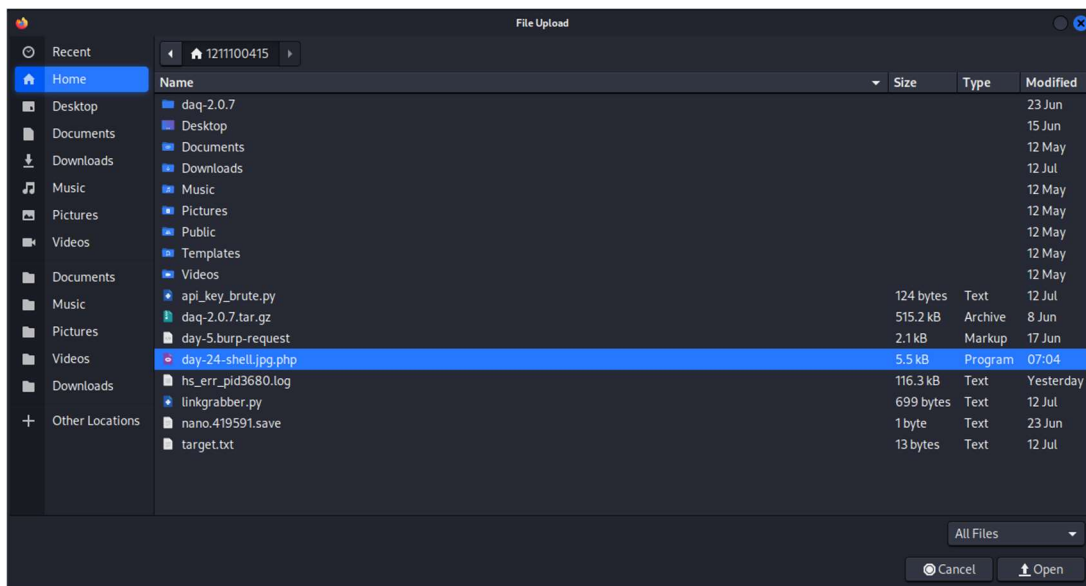 File Upload
Recent
Home
Desktop
Documents
Downloads
Music
Pictures
Videos
Documents
Music
Pictures
Videos
Downloads
Other Locations
1211100415
Name Size Type Modified
daq-2.0.7 23 Jun
Desktop 15 Jun
Documents 12 May
Downloads 12 Jul
Music 12 May
Pictures 12 May
Public 12 May
Templates 12 May
Videos 12 May
api_key_brute.py 124 bytes Text 12 Jul
daq-2.0.7.tar.gz 515.2 kB Archive 8 Jun
day-5.burp-request 2.1 kB Markup 17 Jun
day-24-shell.jpg.php 5.5 kB Program 07:04
hs_err_pid3680.log 116.3 kB Text Yesterday
linkgrabber.py 699 bytes Text 12 Jul
nano.419591.save 1 byte Text 23 Jun
target.txt 13 bytes Text 12 Jul
All Files
Cancel Open